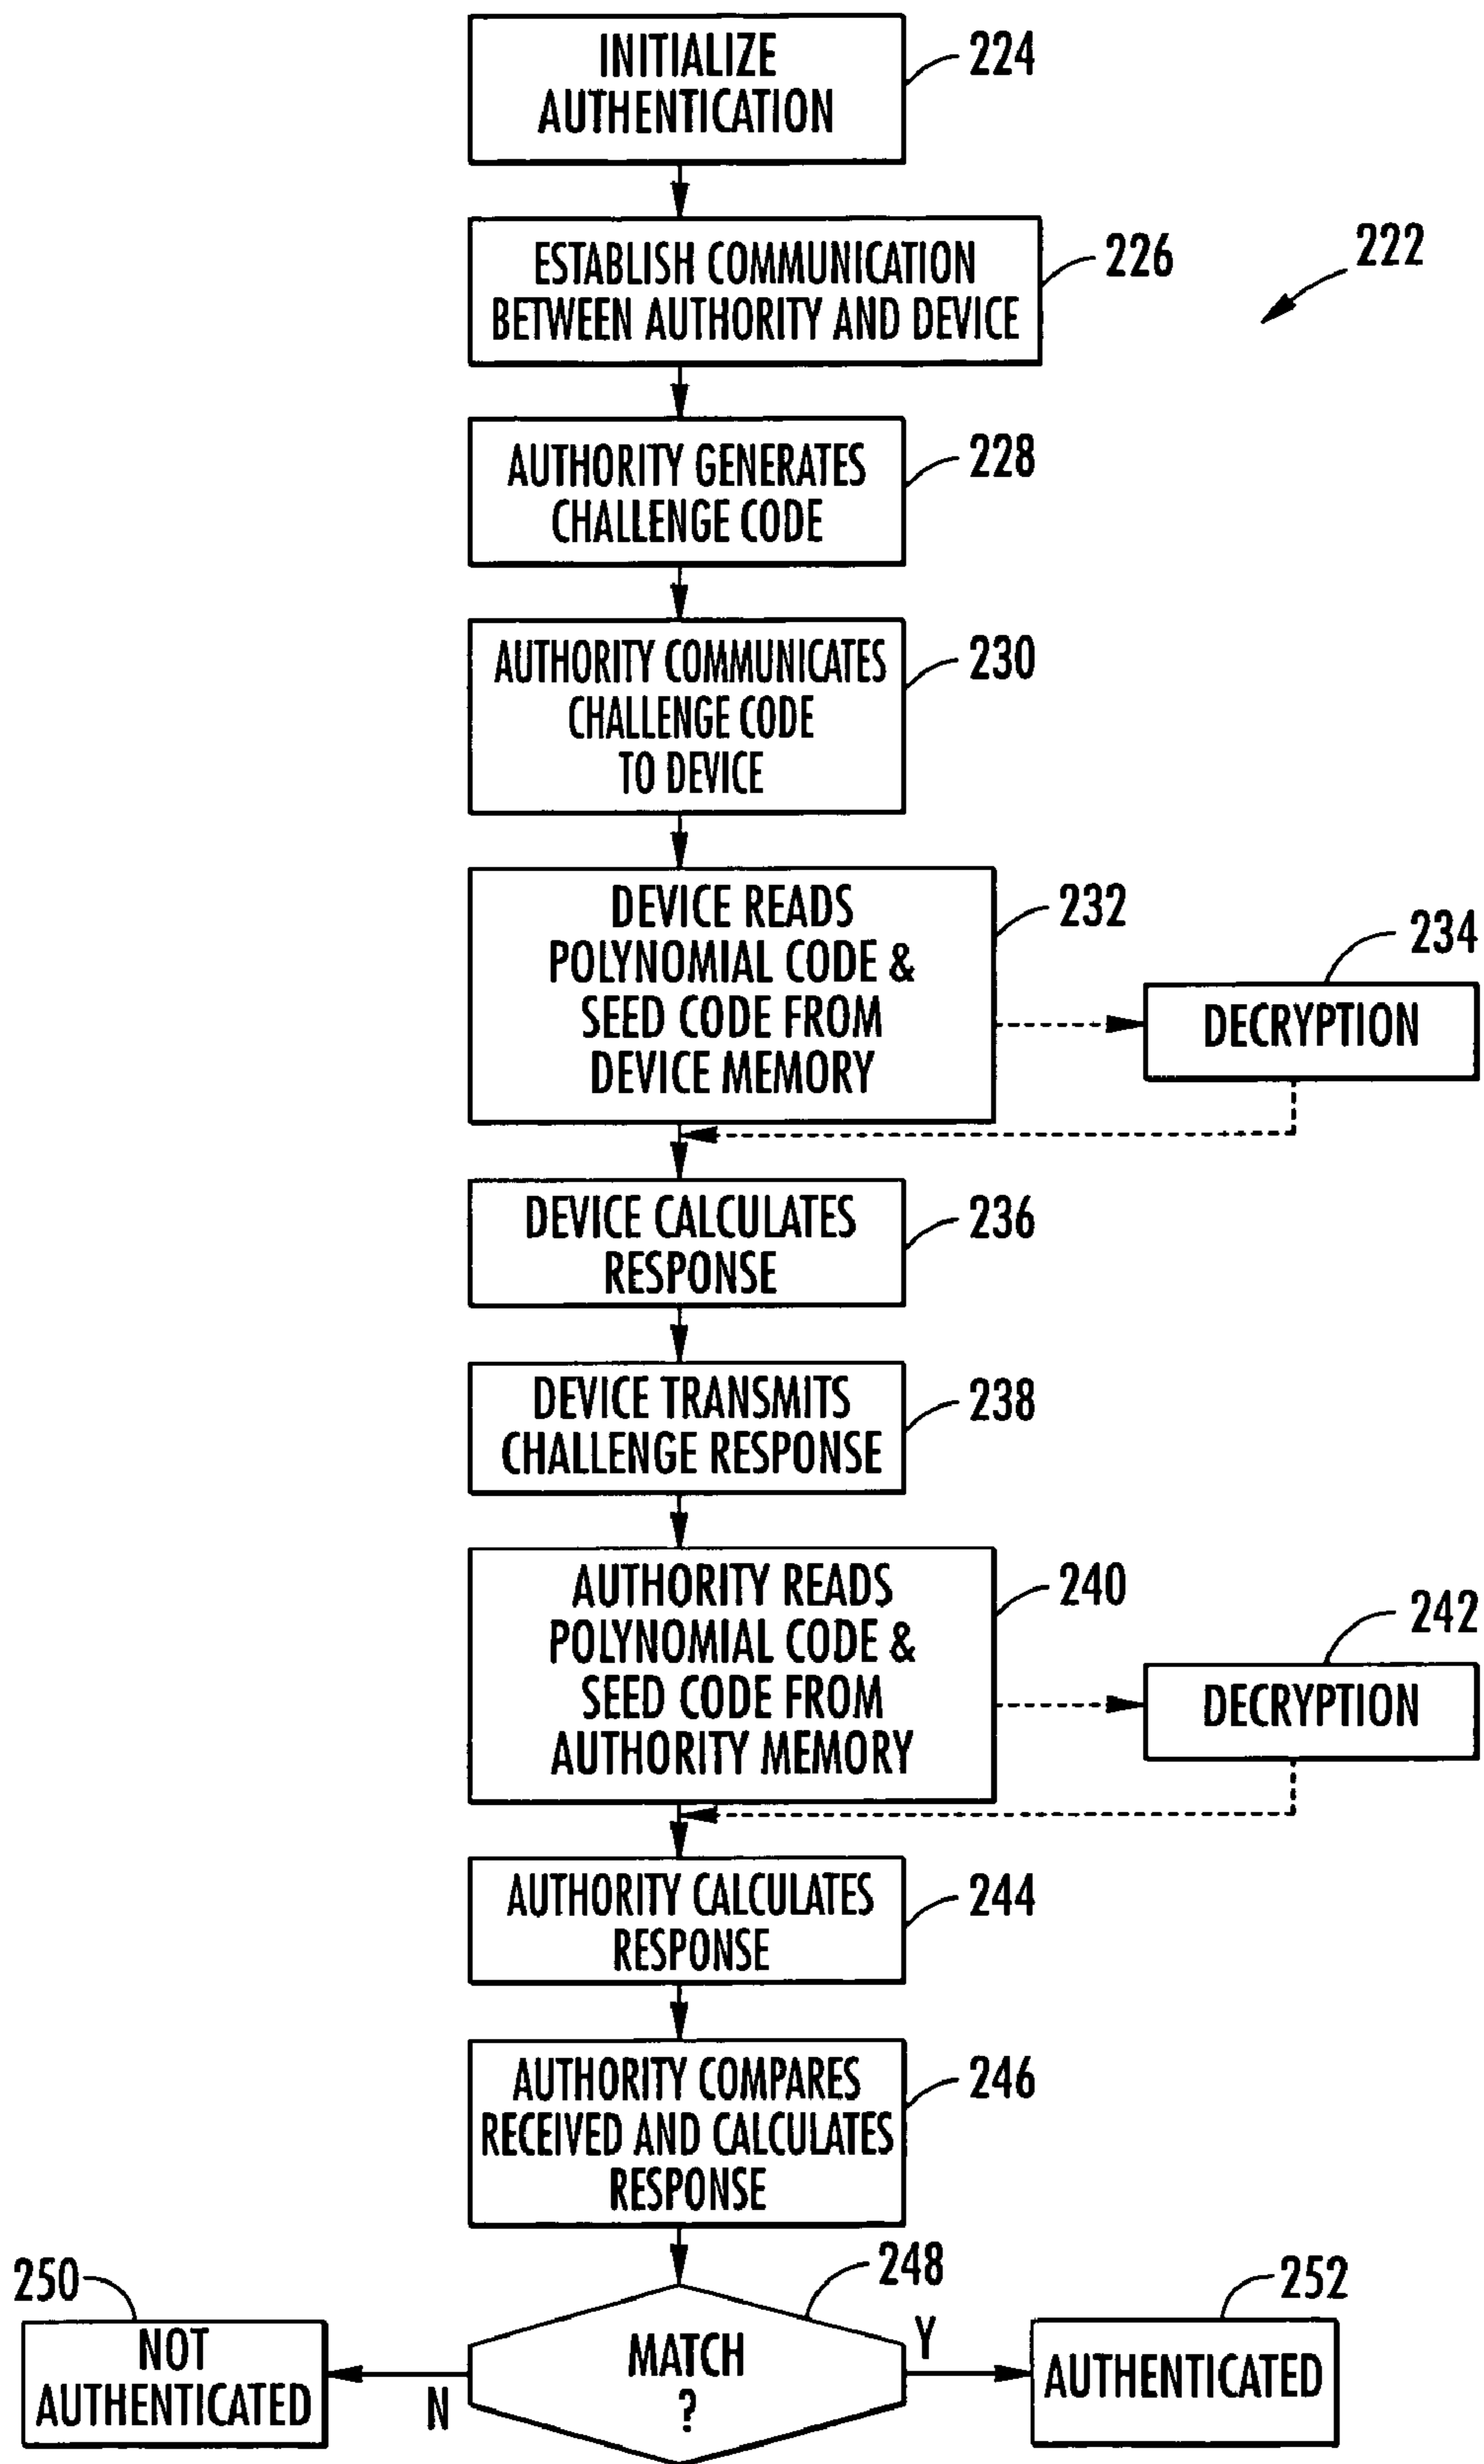 INITIALIZE
AUTHENTICATION
224
ESTABLISH COMMUNICATION
BETWEEN AUTHORITY AND DEVICE
226
222
AUTHORITY GENERATES
CHALLENGE CODE
228
AUTHORITY COMMUNICATES
CHALLENGE CODE
TO DEVICE
230
DEVICE READS
POLYNOMIAL CODE &
SEED CODE FROM
DEVICE MEMORY
232
234
DECRYPTION
DEVICE CALCULATES
RESPONSE
236
DEVICE TRANSMITS
CHALLENGE RESPONSE
238
AUTHORITY READS
POLYNOMIAL CODE &
SEED CODE FROM
AUTHORITY MEMORY
240
242
DECRYPTION
AUTHORITY CALCULATES
RESPONSE
244
AUTHORITY COMPARES
RECEIVED AND CALCULATES
RESPONSE
246
250
NOT
AUTHENTICATED
N
MATCH
?
248
Y
252
AUTHENTICATED